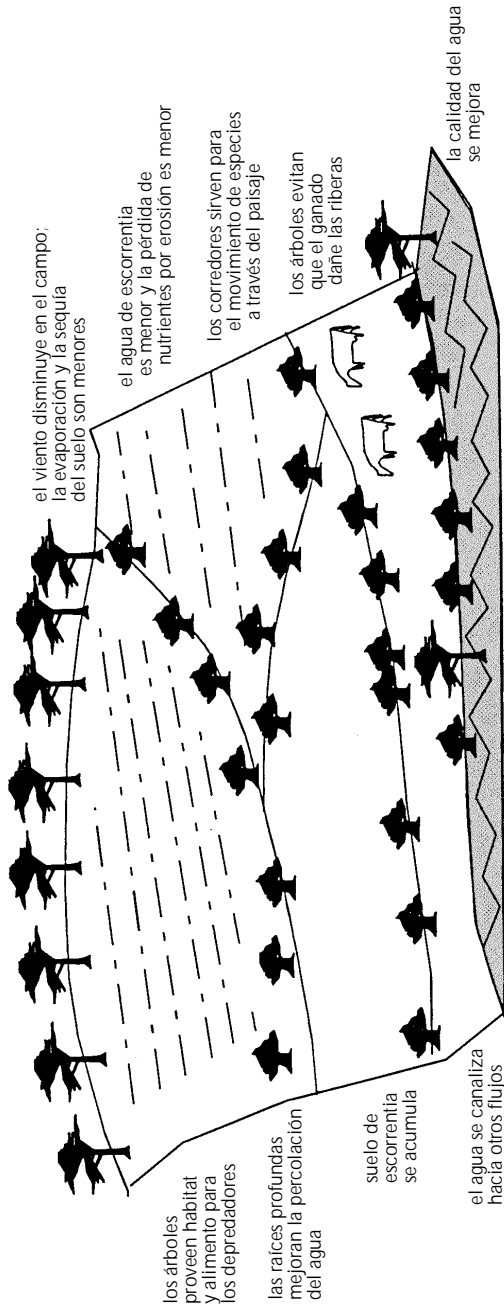 el viento disminuye en el campo;
la evaporación y la sequía
del suelo son menores
el agua de escorrentia
es menor y la pérdida de
nutrientes por erosión es menor
los corredores sirven para
el movimiento de especies
a través del paisaje
los árboles evitan
que el ganado
dañe las riberas
la calidad del agua
se mejora
los árboles
proveen habitat
y alimento para
los depredadores
las raíces profundas
mejoran la percolación
del agua
suelo de
escorrentia
se acumula
el agua se canaliza
hacia otros flujos